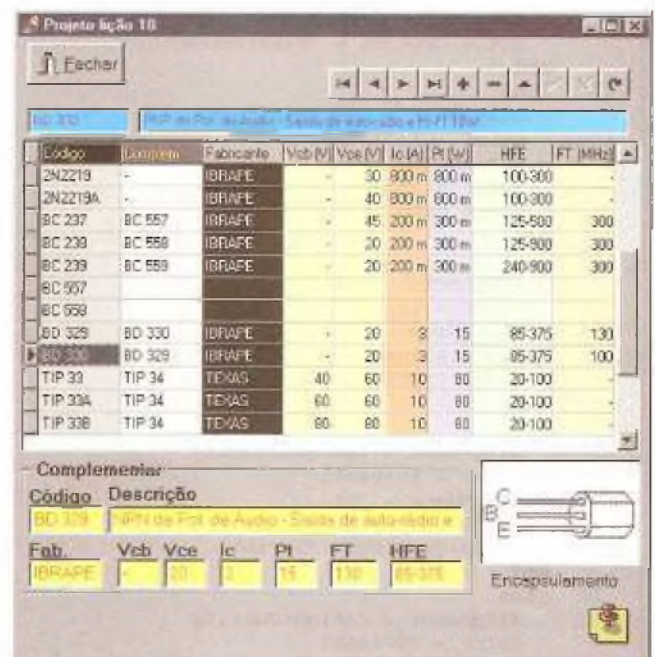 Projeto lição 18
Fechar
BD 330 PNP de Pot. de Áudio - Saída de auto-rádio e HI-FI
Código Complem. Fabricante Vcb (V) Vce (V) Ic (A) Pt (W) HFE FT (MHz)
2N2219 - IBRAPE - 30 800 m 800 m 100-300 -
2N2219A - IBRAPE - 40 800 m 800 m 100-300 -
BC 237 BC 557 IBRAPE - 45 200 m 300 m 125-500 300
BC 238 BC 558 IBRAPE - 20 200 m 300 m 125-900 300
BC 239 BC 559 IBRAPE - 20 200 m 300 m 240-900 300
BC 557
BC 558
BD 329 BD 330 IBRAPE - 20 3 15 85-375 130
BD 330 BD 329 IBRAPE - 20 3 15 85-375 100
TIP 33 TIP 34 TEXAS 40 60 10 80 20-100 -
TIP 33A TIP 34 TEXAS 60 60 10 80 20-100 -
TIP 33B TIP 34 TEXAS 80 80 10 80 20-100 -
Complementar
Código Descrição
BD 329 NPN de Pot. de Áudio - Saída de auto-rádio e
Fab. Vcb Vce Ic Pt FT HFE
IBRAPE - 20 3 15 130 85-375
C
B
E
Encapsulamento